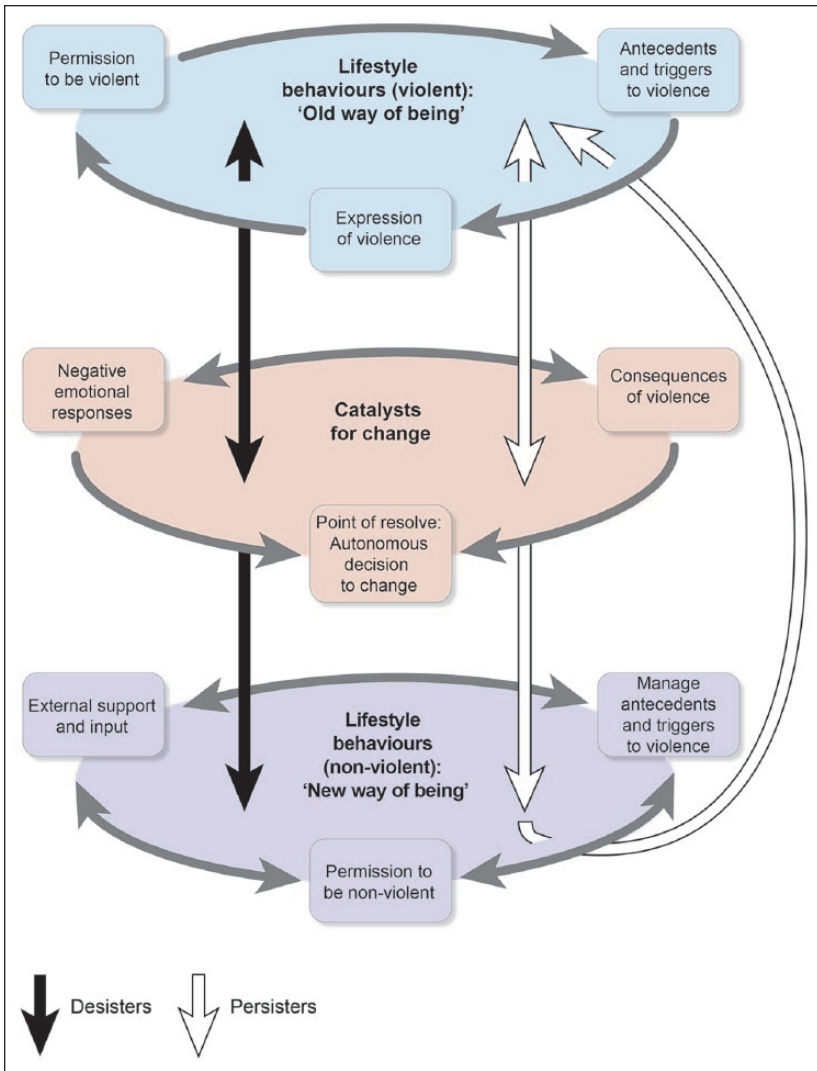 Permission
to be violent
Lifestyle
behaviours (violent):
‘Old way of being’
Antecedents
and triggers
to violence
Expression
of violence
Negative
emotional
responses
Catalysts
for change
Consequences
of violence
Point of resolve:
Autonomous
decision
to change
External support
and input
Lifestyle
behaviours
(non-violent):
‘New way of being’
Manage
antecedents
and triggers
to violence
Permission to
be non-violent
Desisters
Persisters